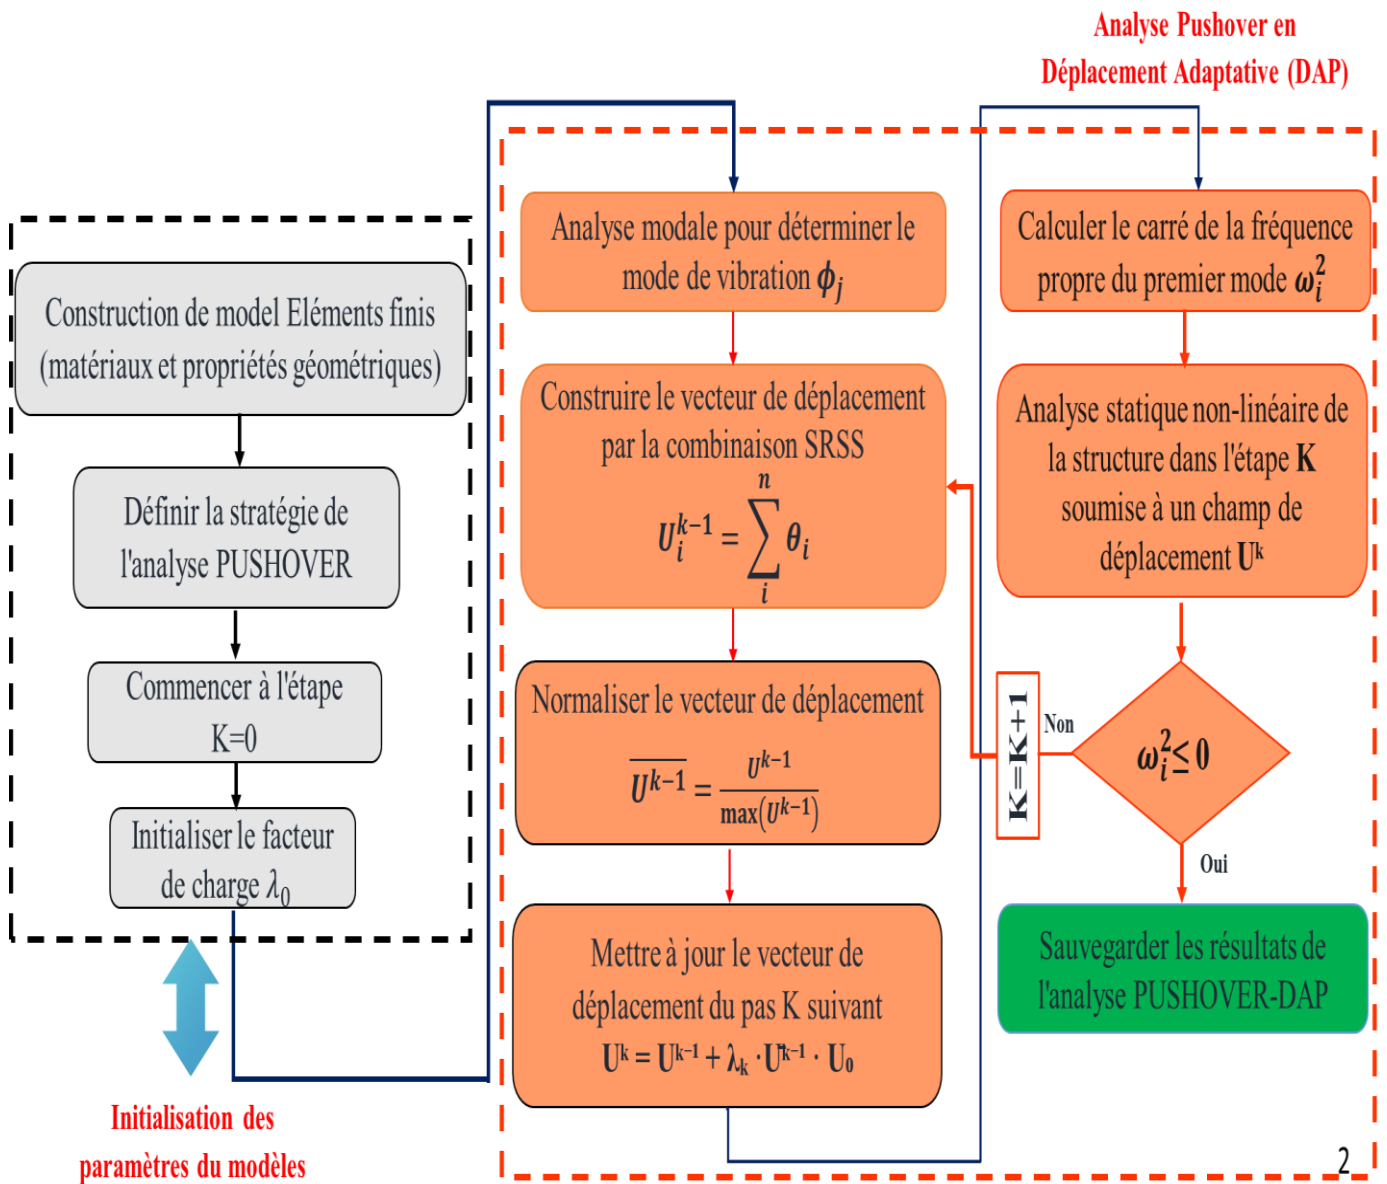 Analyse Pushover en
Déplacement Adaptative (DAP)
Construction de model Eléments finis
(matériaux et propriétés géométriques)
Définir la stratégie de
l'analyse PUSHOVER
Commencer à l'étape
K=0
Initialiser le facteur
de charge λ₀
Initialisation des
paramètres du modèles
Analyse modale pour déterminer le
mode de vibration ϕ_j
Construire le vecteur de déplacement
par la combinaison SRSS
U_i^{k−1} = ∑_i^n θ_i
Normaliser le vecteur de déplacement
\overline{U^{k−1}} = U^{k−1} / max(U^{k−1})
Mettre à jour le vecteur de
déplacement du pas K suivant
U^k = U^{k−1} + λ_k · U^{k−1} · U_0
Calculer le carré de la fréquence
propre du premier mode ω_i^2
Analyse statique non-linéaire de
la structure dans l'étape K
soumise à un champ de
déplacement U^k
ω_i^2 ≤ 0
Non
K=K+1
Oui
Sauvegarder les résultats de
l'analyse PUSHOVER-DAP
2